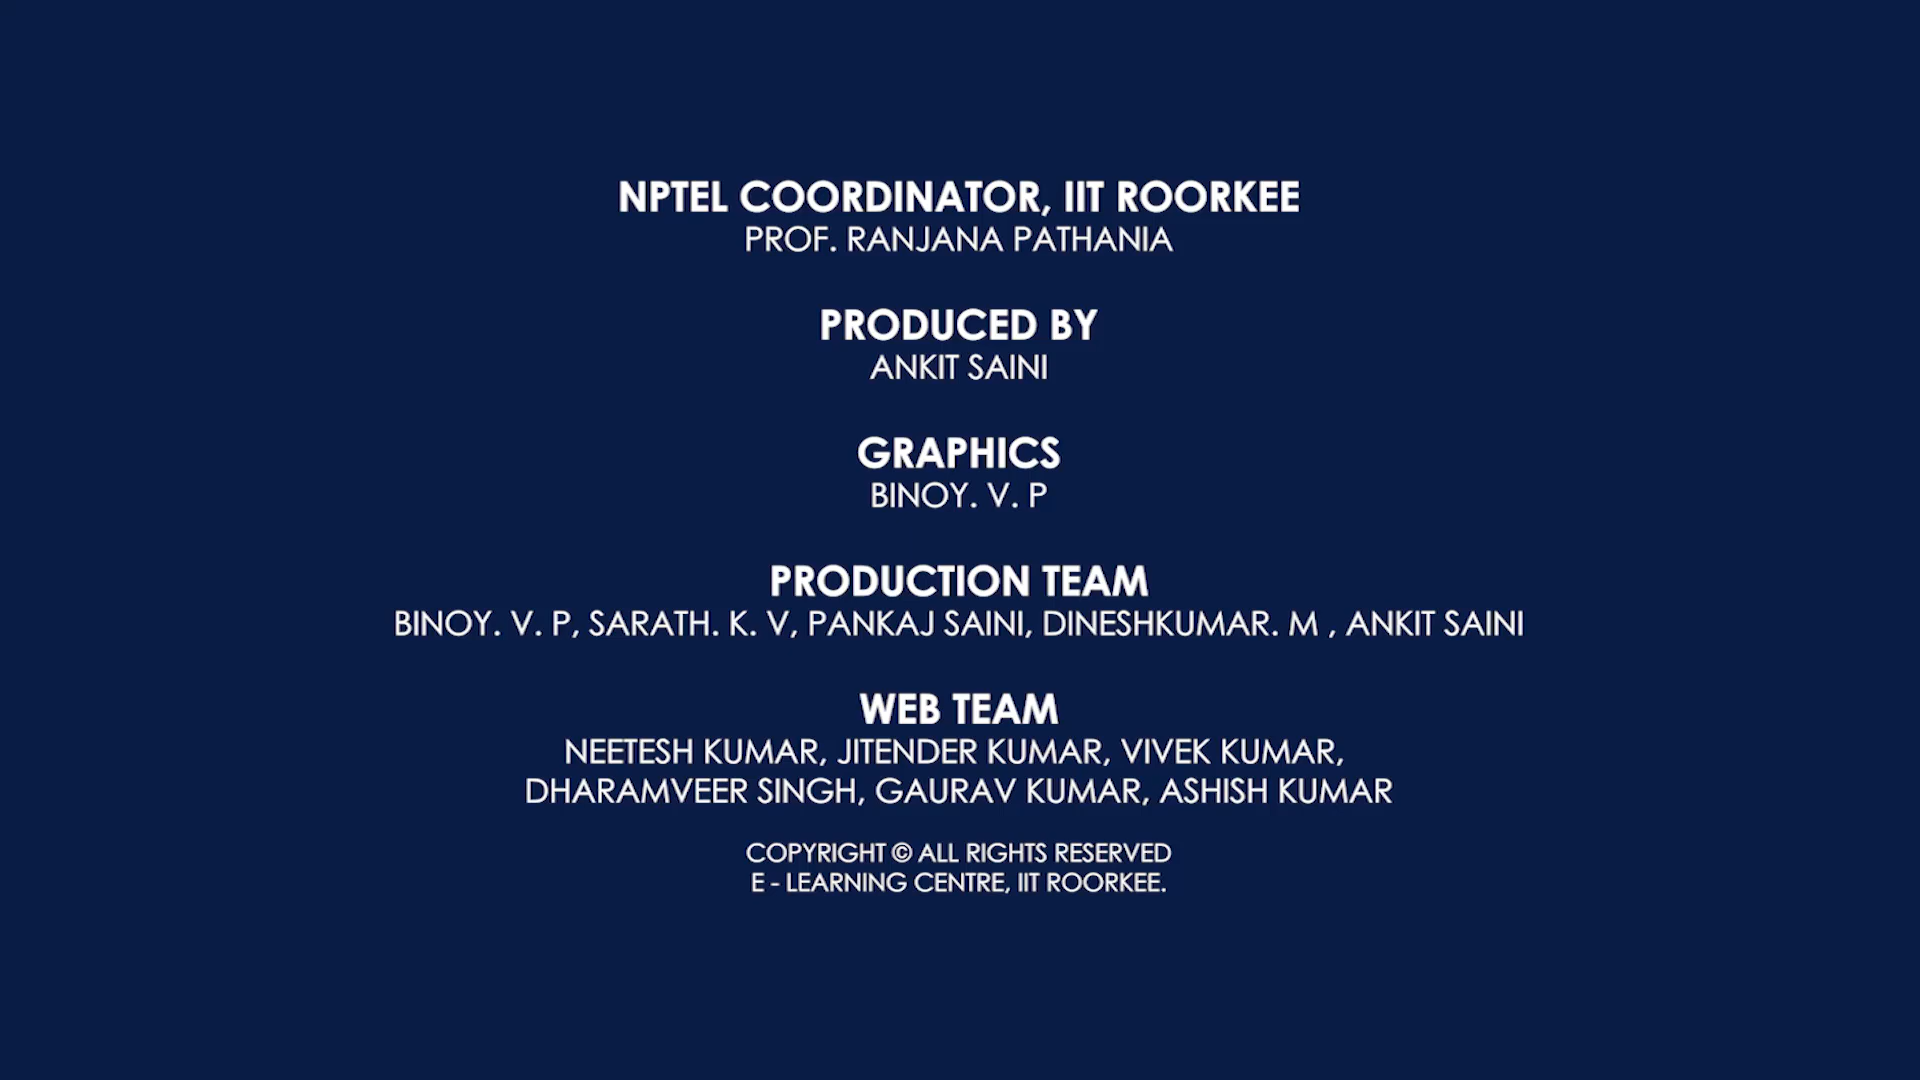 NPTEL COORDINATOR, IIT ROORKEE
PROF. RANJANA PATHANIA
PRODUCED BY
ANKIT SAINI
GRAPHICS
BINOY. V. P
PRODUCTION TEAM
BINOY. V. P, SARATH. K. V, PANKAJ SAINI, DINESHKUMAR. M , ANKIT SAINI
WEB TEAM
NEETESH KUMAR, JITENDER KUMAR, VIVEK KUMAR,
DHARAMVEER SINGH, GAURAV KUMAR, ASHISH KUMAR
COPYRIGHT © ALL RIGHTS RESERVED
E - LEARNING CENTRE, IIT ROORKEE.